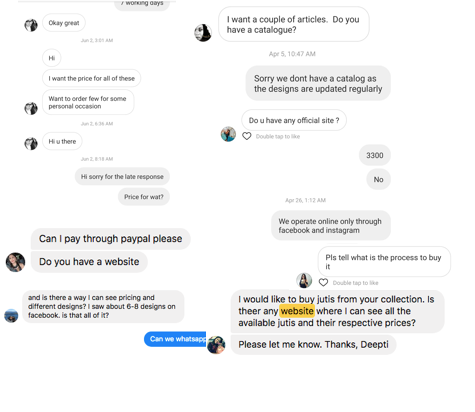 7 working days
Okay great
Jun 2, 3:01 AM
Hi
I want the price for all of these
Want to order few for some
personal occasion
Jun 2, 6:36 AM
Hi u there
Jun 2, 8:18 AM
Hi sorry for the late response
Price for wat?
Can I pay through paypal please
Do you have a website
and is there a way I can see pricing and
different designs? I saw about 6-8 designs on
facebook. is that all of it?
Can we whatsapp
I want a couple of articles. Do you
have a catalogue?
Apr 5, 10:47 AM
Sorry we dont have a catalog as
the designs are updated regularly
Do u have any official site ?
Double tap to like
3300
No
Apr 26, 1:12 AM
We operate online only through
facebook and instagram
Pls tell what is the process to buy
it
Double tap to like
I would like to buy jutis from your collection. Is
theer any website where I can see all the
available jutis and their respective prices?
Please let me know. Thanks, Deepti